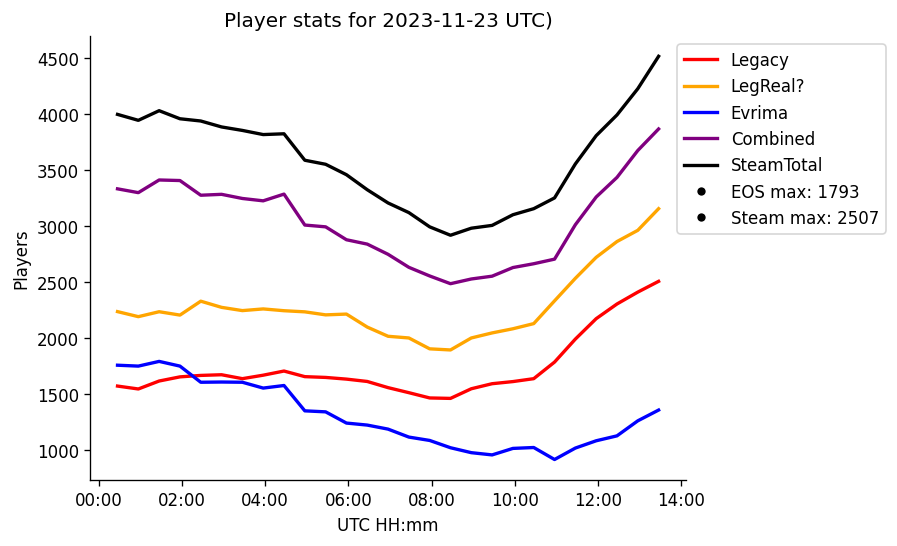 Player stats for 2023-11-23 UTC)
4500
4000
3500
3000
2500
2000
1500
1000
Players
00:00 02:00 04:00 06:00 08:00 10:00 12:00 14:00
UTC HH:mm
Legacy
LegReal?
Evrima
Combined
SteamTotal
EOS max: 1793
Steam max: 2507